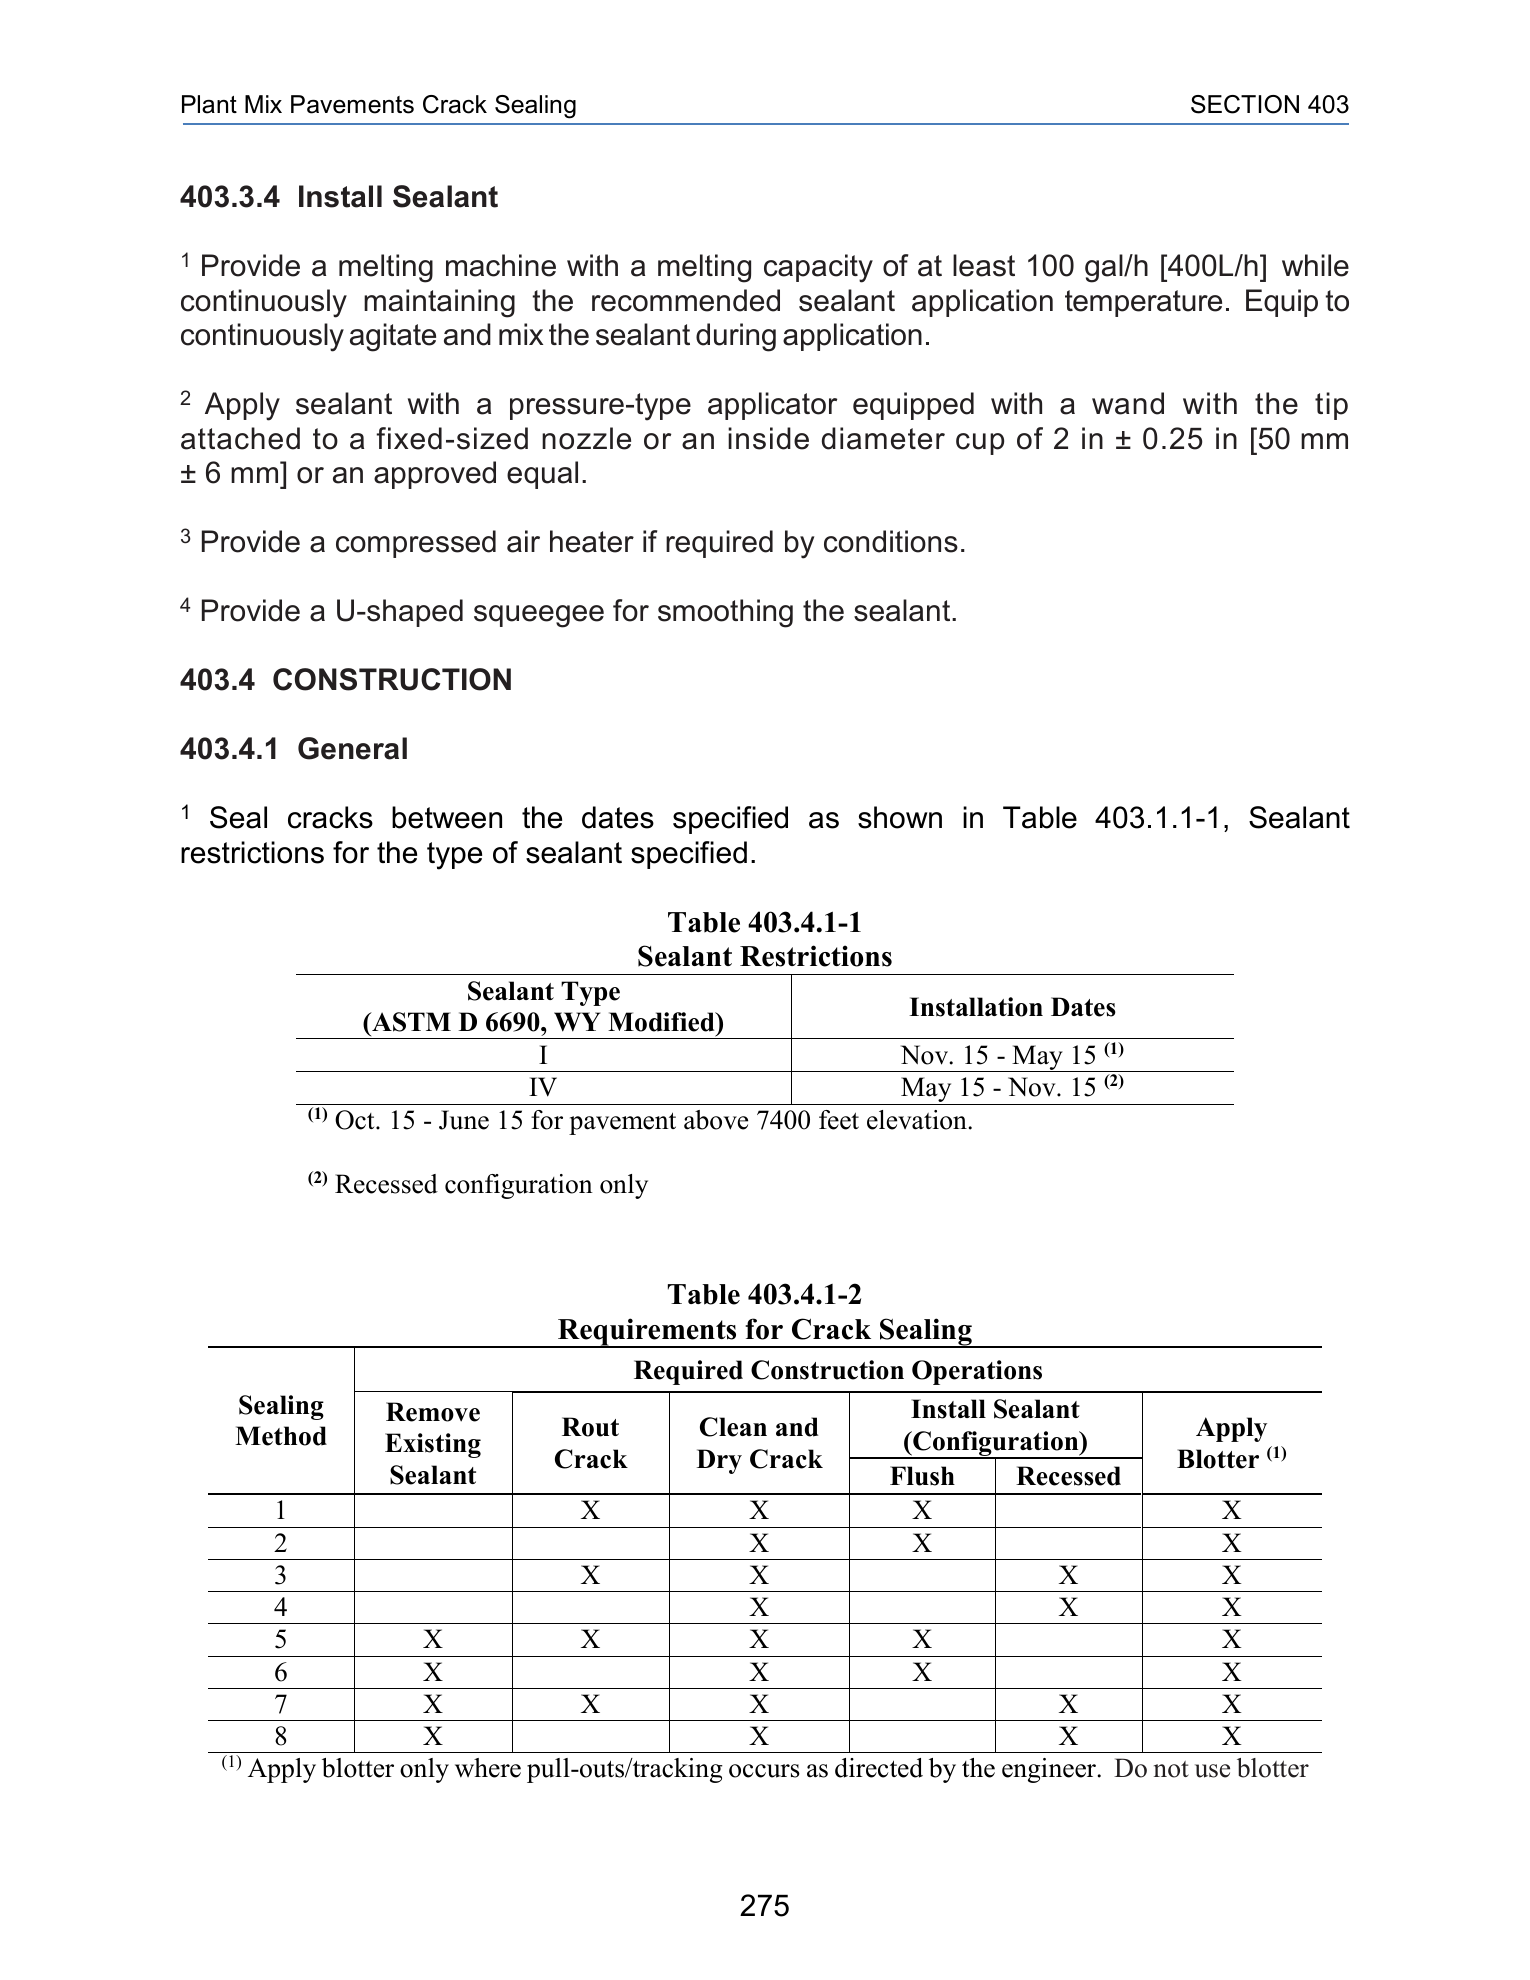 Plant Mix Pavements Crack Sealing SECTION 403
403.3.4 Install Sealant
1 Provide a melting machine with a melting capacity of at least 100 gal/h [400L/h] while
continuously maintaining the recommended sealant application temperature. Equip to
continuously agitate and mix the sealant during application.
2 Apply sealant with a pressure-type applicator equipped with a wand with the tip
attached to a fixed-sized nozzle or an inside diameter cup of 2 in ± 0.25 in [50 mm
± 6 mm] or an approved equal.
3 Provide a compressed air heater if required by conditions.
4 Provide a U-shaped squeegee for smoothing the sealant.
403.4 CONSTRUCTION
403.4.1 General
1 Seal cracks between the dates specified as shown in Table 403.1.1-1, Sealant
restrictions for the type of sealant specified.
Table 403.4.1-1
Sealant Restrictions
Sealant Type
(ASTM D 6690, WY Modified) Installation Dates
I Nov. 15 - May 15 (1)
IV May 15 - Nov. 15 (2)
(1) Oct. 15 - June 15 for pavement above 7400 feet elevation.
(2) Recessed configuration only
Table 403.4.1-2
Requirements for Crack Sealing
Sealing
Method
Required Construction Operations
Remove
Existing
Sealant
Rout
Crack
Clean and
Dry Crack
Install Sealant
(Configuration)
Flush Recessed
Apply
Blotter (1)
1 X X X X
2 X X X
3 X X X X
4 X X X
5 X X X X X
6 X X X X
7 X X X X X
8 X X X X
(1) Apply blotter only where pull-outs/tracking occurs as directed by the engineer. Do not use blotter
275